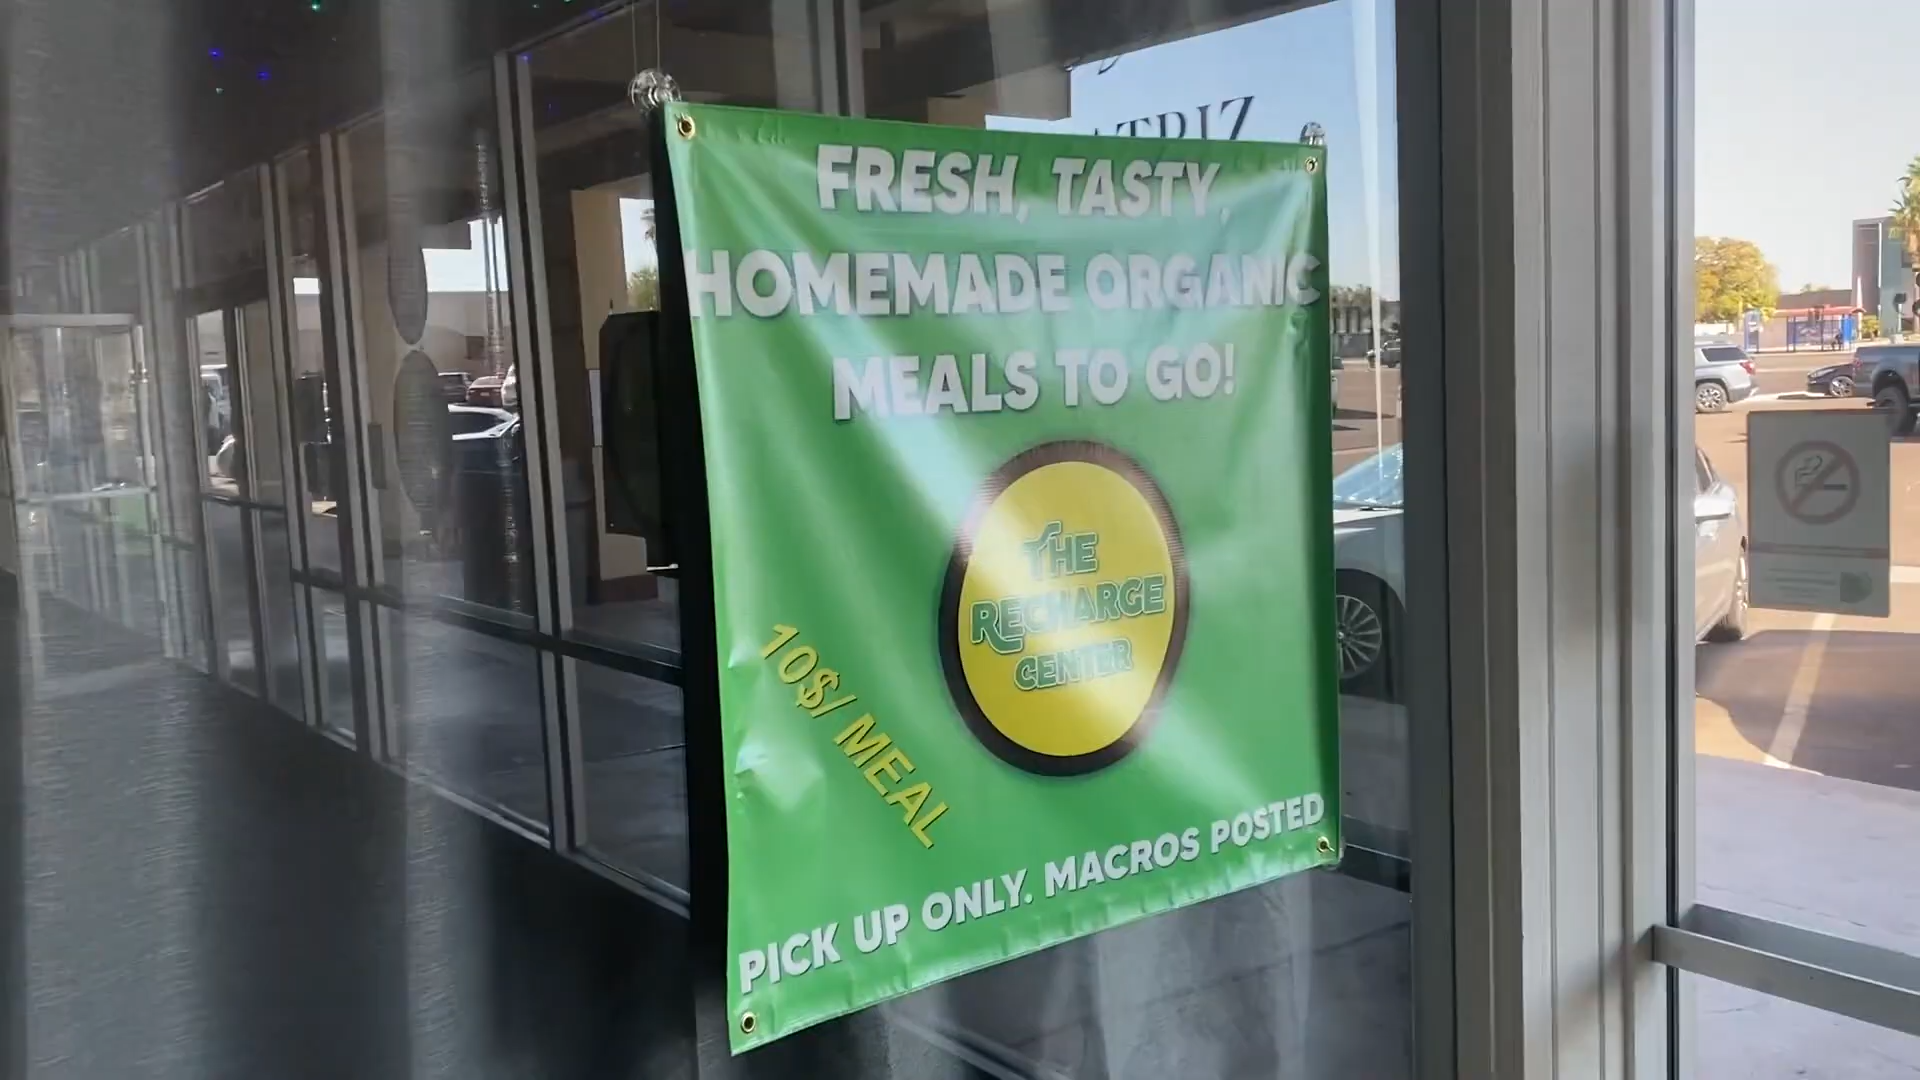 FRESH, TASTY,
HOMEMADE ORGANIC
MEALS TO GO!
THE
RECHARGE
CENTER
10$/ MEAL
PICK UP ONLY. MACROS POSTED